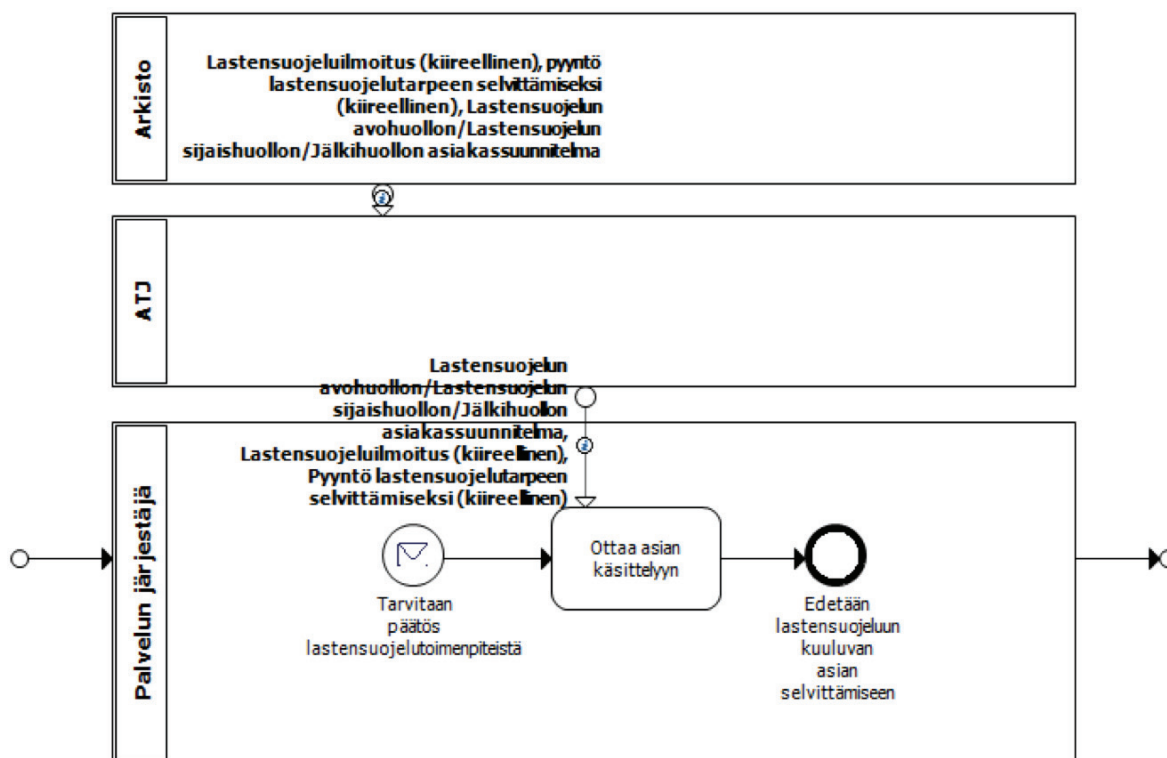 Arkisto
Lastensuojeluilmoitus (kiireellinen), pyyntö
lastensuojelutarpeen selvittämiseksi
(kiireellinen), Lastensuojelun
avohuollon/Lastensuojelun
sijaishuollon/Jälkihuollon asiakassuunnitelma
ATJ
Lastensuojelun
avohuollon/Lastensuojelun
sijaishuollon/Jälkihuollon
asiakassuunnitelma,
Lastensuojeluilmoitus (kiireellinen),
Pyyntö lastensuojelutarpeen
selvittämiseksi (kiireellinen)
Palvelun järjestäjä
Tarvitaan
päätös
lastensuojelutoimenpiteistä
Ottaa asian
käsittelyyn
Edetään
lastensuojeluun
kuuluvan
asian
selvittämiseen